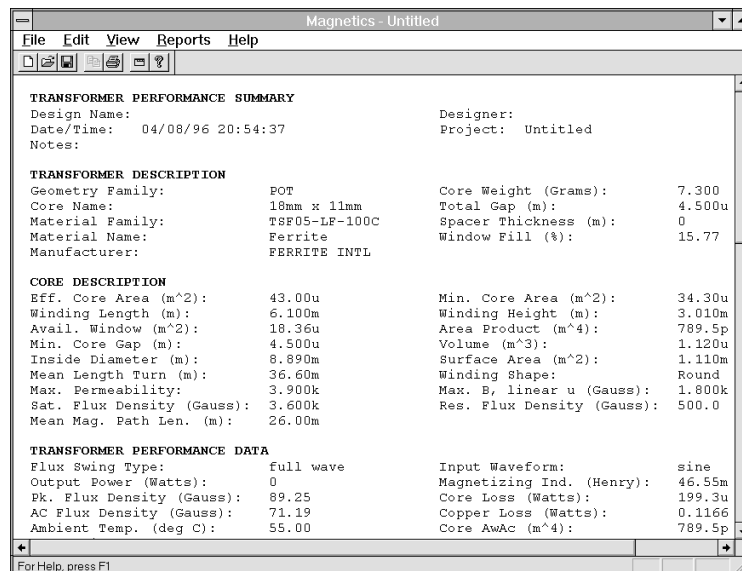 Magnetics - Untitled
File Edit View Reports Help
TRANSFORMER PERFORMANCE SUMMARY
Design Name: Designer:
Date/Time: 04/08/96 20:54:37 Project: Untitled
Notes:
TRANSFORMER DESCRIPTION
Geometry Family: POT Core Weight (Grams): 7.300
Core Name: 18mm x 11mm Total Gap (m): 4.500u
Material Family: TSF05-LF-100C Spacer Thickness (m): 0
Material Name: Ferrite Window Fill (%): 15.77
Manufacturer: FERRITE INTL
CORE DESCRIPTION
Eff. Core Area (m^2): 43.00u Min. Core Area (m^2): 34.30u
Winding Length (m): 6.100m Winding Height (m): 3.010m
Avail. Window (m^2): 18.36u Area Product (m^4): 789.5p
Min. Core Gap (m): 4.500u Volume (m^3): 1.120u
Inside Diameter (m): 8.890m Surface Area (m^2): 1.110m
Mean Length Turn (m): 36.60m Winding Shape: Round
Max. Permeability: 3.900k Max. B, linear u (Gauss): 1.800k
Sat. Flux Density (Gauss): 3.600k Res. Flux Density (Gauss): 500.0
Mean Mag. Path Len. (m): 26.00m
TRANSFORMER PERFORMANCE DATA
Flux Swing Type: full wave Input Waveform: sine
Output Power (Watts): 0 Magnetizing Ind. (Henry): 46.55m
Pk. Flux Density (Gauss): 89.25 Core Loss (Watts): 199.3u
AC Flux Density (Gauss): 71.19 Copper Loss (Watts): 0.1166
Ambient Temp. (deg C): 55.00 Core AwAc (m^4): 789.5p
For Help, press F1